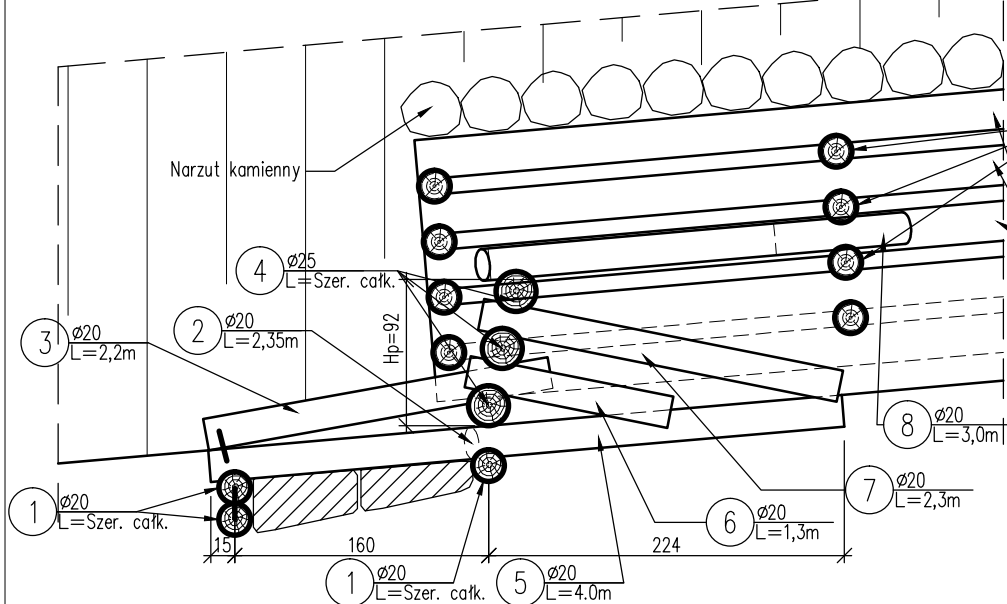 Narzut kamienny
4 ø25
L=Szer. całk.
3 ø20
L=2,2m
2 ø20
L=2,35m
Hp=92
8 ø20
L=3,0m
7 ø20
L=2,3m
1 ø20
L=Szer. całk.
6 ø20
L=1,3m
15 160 224
1 ø20
L=Szer. całk.
5 ø20
L=4.0m